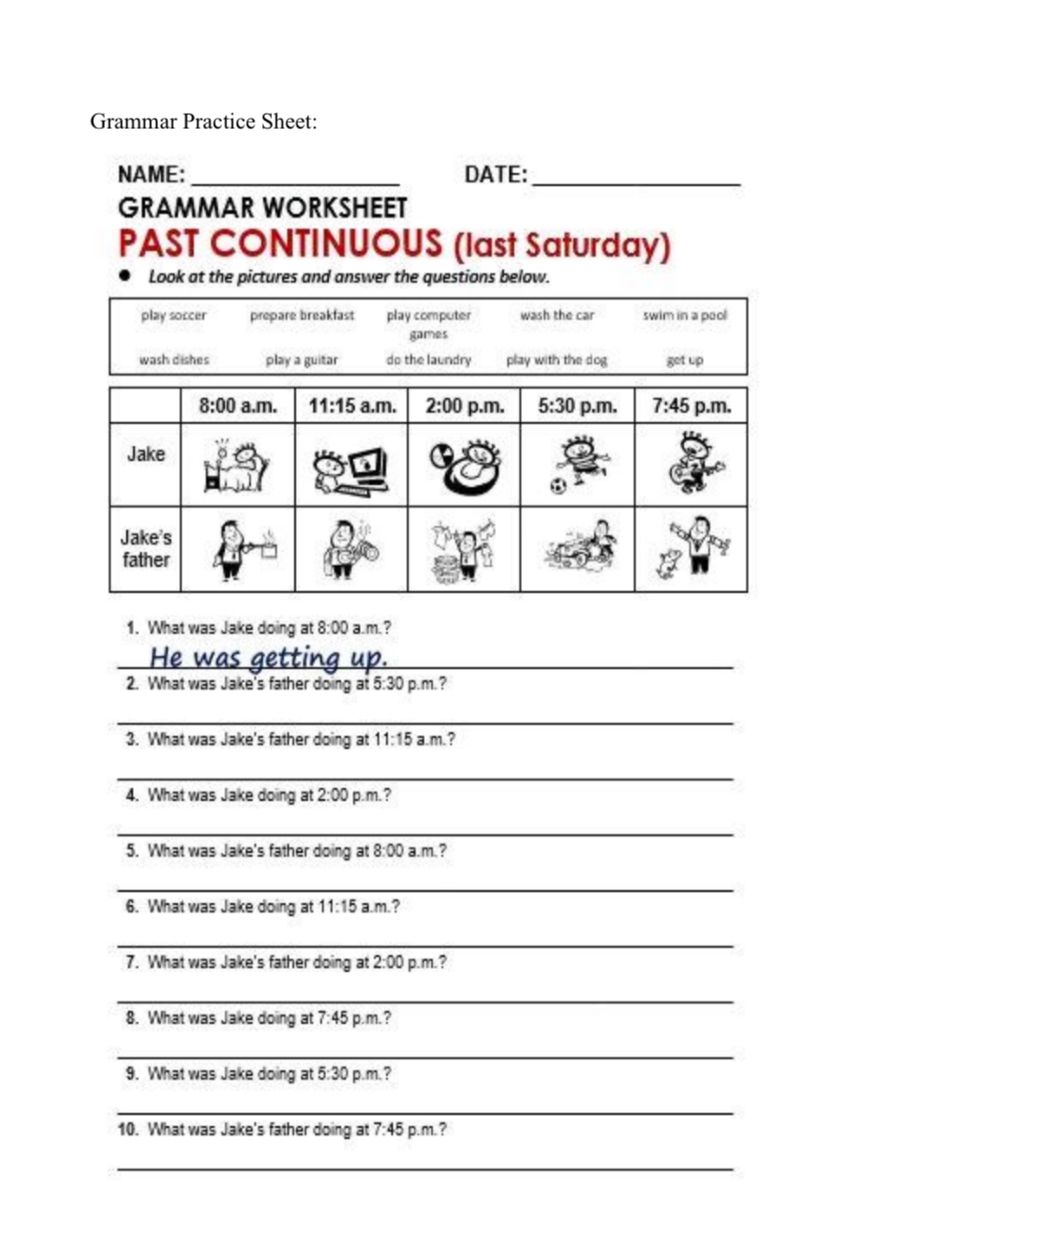 Grammar Practice Sheet:
NAME: DATE:
GRAMMAR WORKSHEET
PAST CONTINUOUS (last Saturday)
● Look at the pictures and answer the questions below.
play soccer prepare breakfast play computer games wash the car swim in a pool
wash dishes play a guitar do the laundry play with the dog get up
8:00 a.m. 11:15 a.m. 2:00 p.m. 5:30 p.m. 7:45 p.m.
Jake
Jake's
father
1. What was Jake doing at 8:00 a.m.?
He was getting up.
2. What was Jake's father doing at 5:30 p.m.?
3. What was Jake's father doing at 11:15 a.m.?
4. What was Jake doing at 2:00 p.m.?
5. What was Jake's father doing at 8:00 a.m.?
6. What was Jake doing at 11:15 a.m.?
7. What was Jake's father doing at 2:00 p.m.?
8. What was Jake doing at 7:45 p.m.?
9. What was Jake doing at 5:30 p.m.?
10. What was Jake's father doing at 7:45 p.m.?